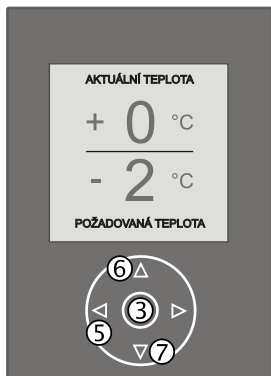 AKTUÁLNÍ TEPLOTA
+ 0 °C
- 2 °C
POŽADOVANÁ TEPLOTA
6
3
5
7